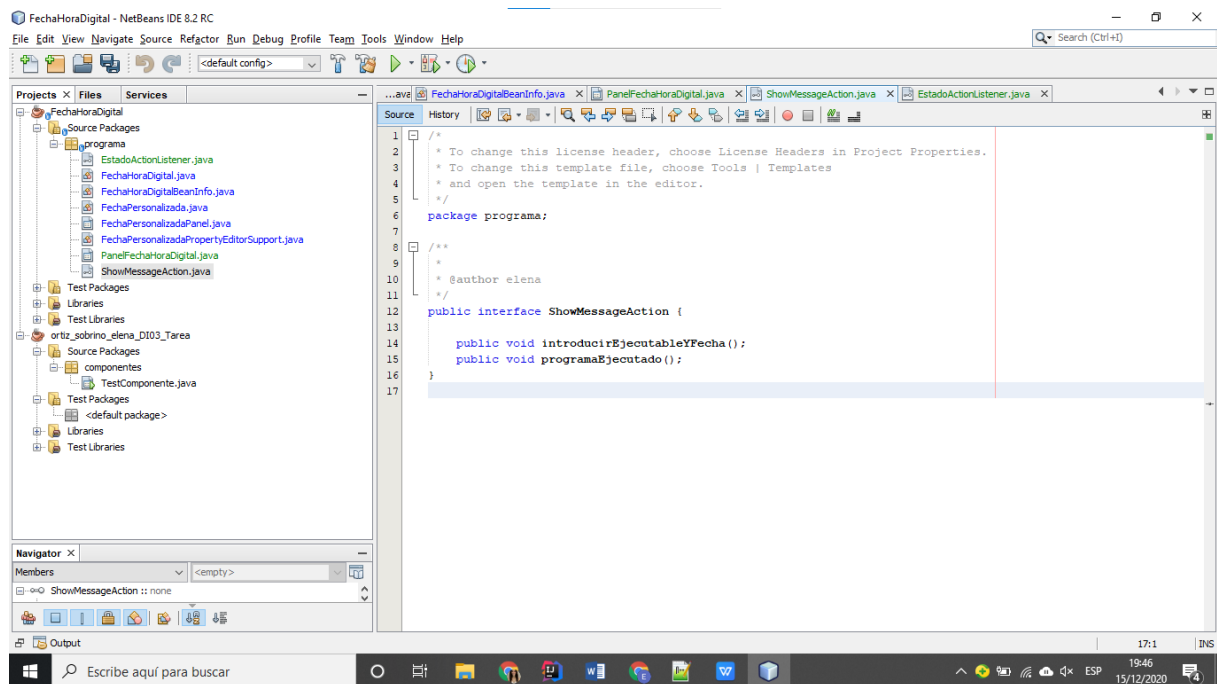 FechaHoraDigital - NetBeans IDE 8.2 RC
File Edit View Navigate Source Refactor Run Debug Profile Team Tools Window Help
Search (Ctrl+I)
<default config>
Projects Files Services
FechaHoraDigital
Source Packages
programa
EstadoActionListener.java
FechaHoraDigital.java
FechaHoraDigitalBeanInfo.java
FechaPersonalizada.java
FechaPersonalizadaPanel.java
FechaPersonalizadaPropertyEditorSupport.java
PanelFechaHoraDigital.java
ShowMessageAction.java
Test Packages
Libraries
Test Libraries
ortiz_sobrino_elena_DI03_Tarea
Source Packages
componentes
TestComponente.java
Test Packages
<default package>
Libraries
Test Libraries
Navigator
Members <empty>
ShowMessageAction :: none
...ava FechaHoraDigitalBeanInfo.java PanelFechaHoraDigital.java ShowMessageAction.java EstadoActionListener.java
Source History
1 /*
2 * To change this license header, choose License Headers in Project Properties.
3 * To change this template file, choose Tools | Templates
4 * and open the template in the editor.
5 */
6 package programa;
7
8 /**
9 *
10 * @author elena
11 */
12 public interface ShowMessageAction {
13
14 public void introducirEjecutableYFecha();
15 public void programaEjecutado();
16 }
17
Output
17:1 INS
Escribe aquí para buscar
ESP
19:46
15/12/2020
4